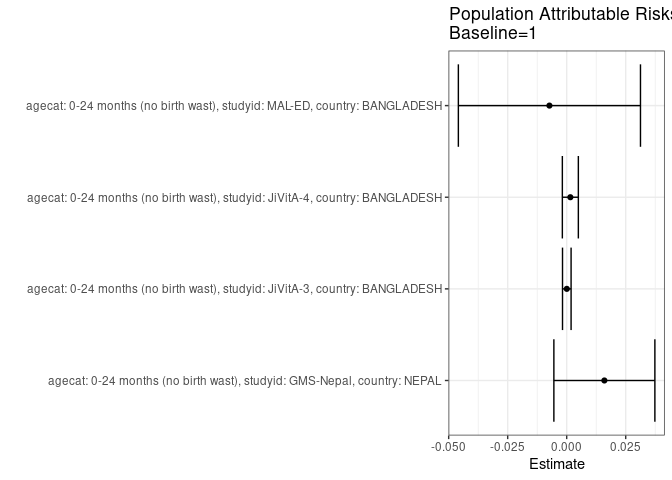 Population Attributable Risks
Baseline=1
agecat: 0-24 months (no birth wast), studyid: MAL-ED, country: BANGLADESH
agecat: 0-24 months (no birth wast), studyid: JiVitA-4, country: BANGLADESH
agecat: 0-24 months (no birth wast), studyid: JiVitA-3, country: BANGLADESH
agecat: 0-24 months (no birth wast), studyid: GMS-Nepal, country: NEPAL
-0.050 -0.025 0.000 0.025
Estimate